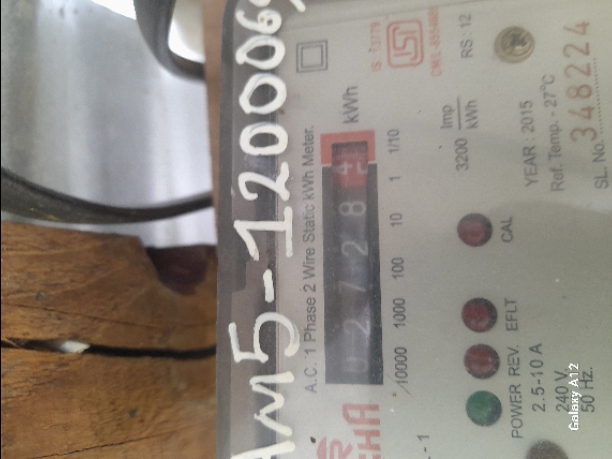 AM5-120006
A.C. : 1 Phase 2 Wire Static kWh Meter.
IS : 13779
RS : 12
kWh
0 2 7 2 8 4
10000 1000 100 10 1 1/10
3200 Imp
kWh
CAL
POWER REV. EFLT
2.5-10 A
240 V.
50 Hz.
YEAR : 2015
Ref. Temp. - 27°C
SL No. 348224
Galaxy A12